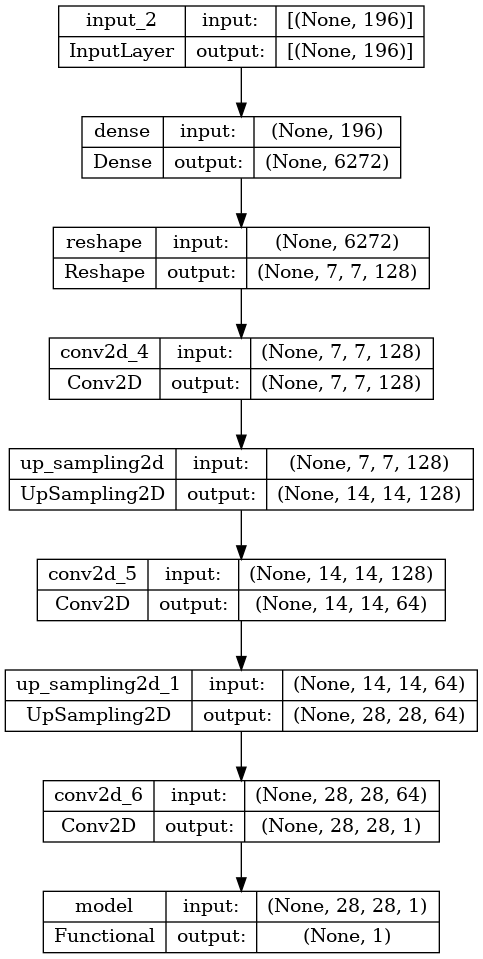 input_2 input: [(None, 196)]
InputLayer output: [(None, 196)]
dense input: (None, 196)
Dense output: (None, 6272)
reshape input: (None, 6272)
Reshape output: (None, 7, 7, 128)
conv2d_4 input: (None, 7, 7, 128)
Conv2D output: (None, 7, 7, 128)
up_sampling2d input: (None, 7, 7, 128)
UpSampling2D output: (None, 14, 14, 128)
conv2d_5 input: (None, 14, 14, 128)
Conv2D output: (None, 14, 14, 64)
up_sampling2d_1 input: (None, 14, 14, 64)
UpSampling2D output: (None, 28, 28, 64)
conv2d_6 input: (None, 28, 28, 64)
Conv2D output: (None, 28, 28, 1)
model input: (None, 28, 28, 1)
Functional output: (None, 1)